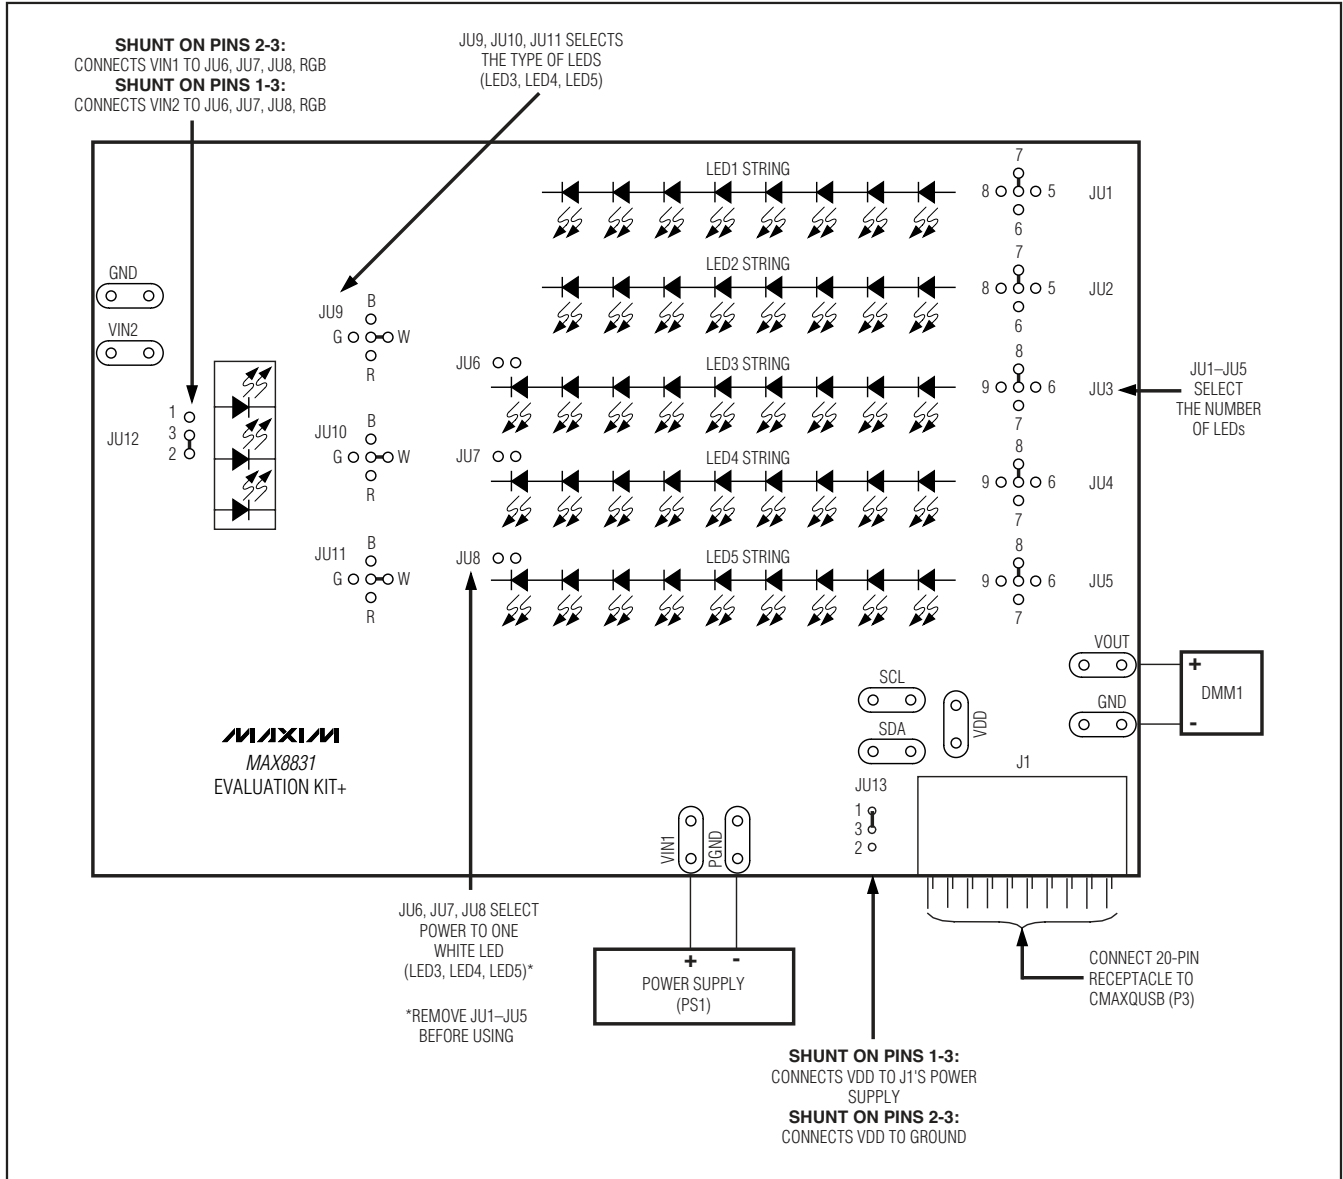 SHUNT ON PINS 2-3:
CONNECTS VIN1 TO JU6, JU7, JU8, RGB
SHUNT ON PINS 1-3:
CONNECTS VIN2 TO JU6, JU7, JU8, RGB
JU9, JU10, JU11 SELECTS
THE TYPE OF LEDS
(LED3, LED4, LED5)
LED1 STRING
7
8 5
6
JU1
LED2 STRING
7
8 5
6
JU2
GND
VIN2
JU9
B
G W
R
JU6
LED3 STRING
8
9 6
7
JU3
JU1–JU5
SELECT
THE NUMBER
OF LEDs
JU12
1
3
2
JU10
B
G W
R
JU7
LED4 STRING
8
9 6
7
JU4
JU11
B
G W
R
JU8
LED5 STRING
8
9 6
7
JU5
VOUT
GND
+
-
DMM1
SCL
SDA
VDD
J1
JU13
1
3
2
MAXIM
MAX8831
EVALUATION KIT+
VIN1
PGND
JU6, JU7, JU8 SELECT
POWER TO ONE
WHITE LED
(LED3, LED4, LED5)*
*REMOVE JU1–JU5
BEFORE USING
+ -
POWER SUPPLY
(PS1)
CONNECT 20-PIN
RECEPTACLE TO
CMAXQUSB (P3)
SHUNT ON PINS 1-3:
CONNECTS VDD TO J1'S POWER
SUPPLY
SHUNT ON PINS 2-3:
CONNECTS VDD TO GROUND